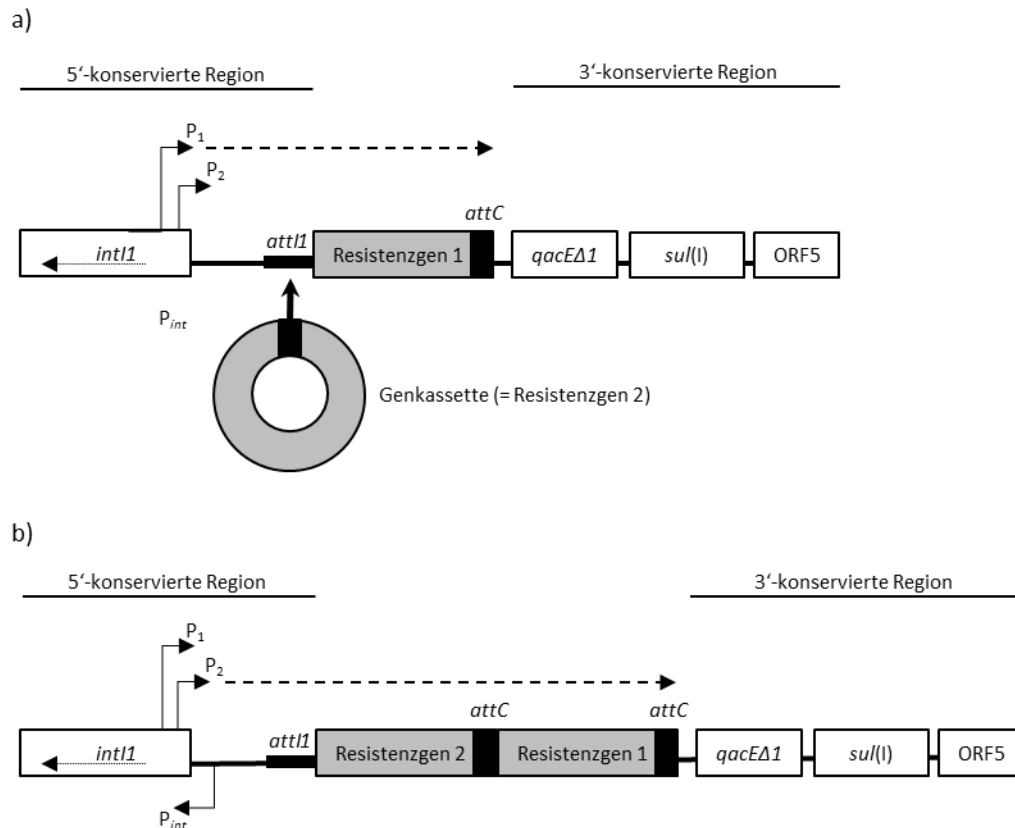 a)
5‘-konservierte Region
3‘-konservierte Region
P1
P2
attI1
attC
intI1
Resistenzgen 1
qacEΔ1
sul(I)
ORF5
Pint
Genkassette (= Resistenzgen 2)
b)
5‘-konservierte Region
3‘-konservierte Region
P1
P2
attC
attC
attI1
intI1
Resistenzgen 2
Resistenzgen 1
qacEΔ1
sul(I)
ORF5
Pint